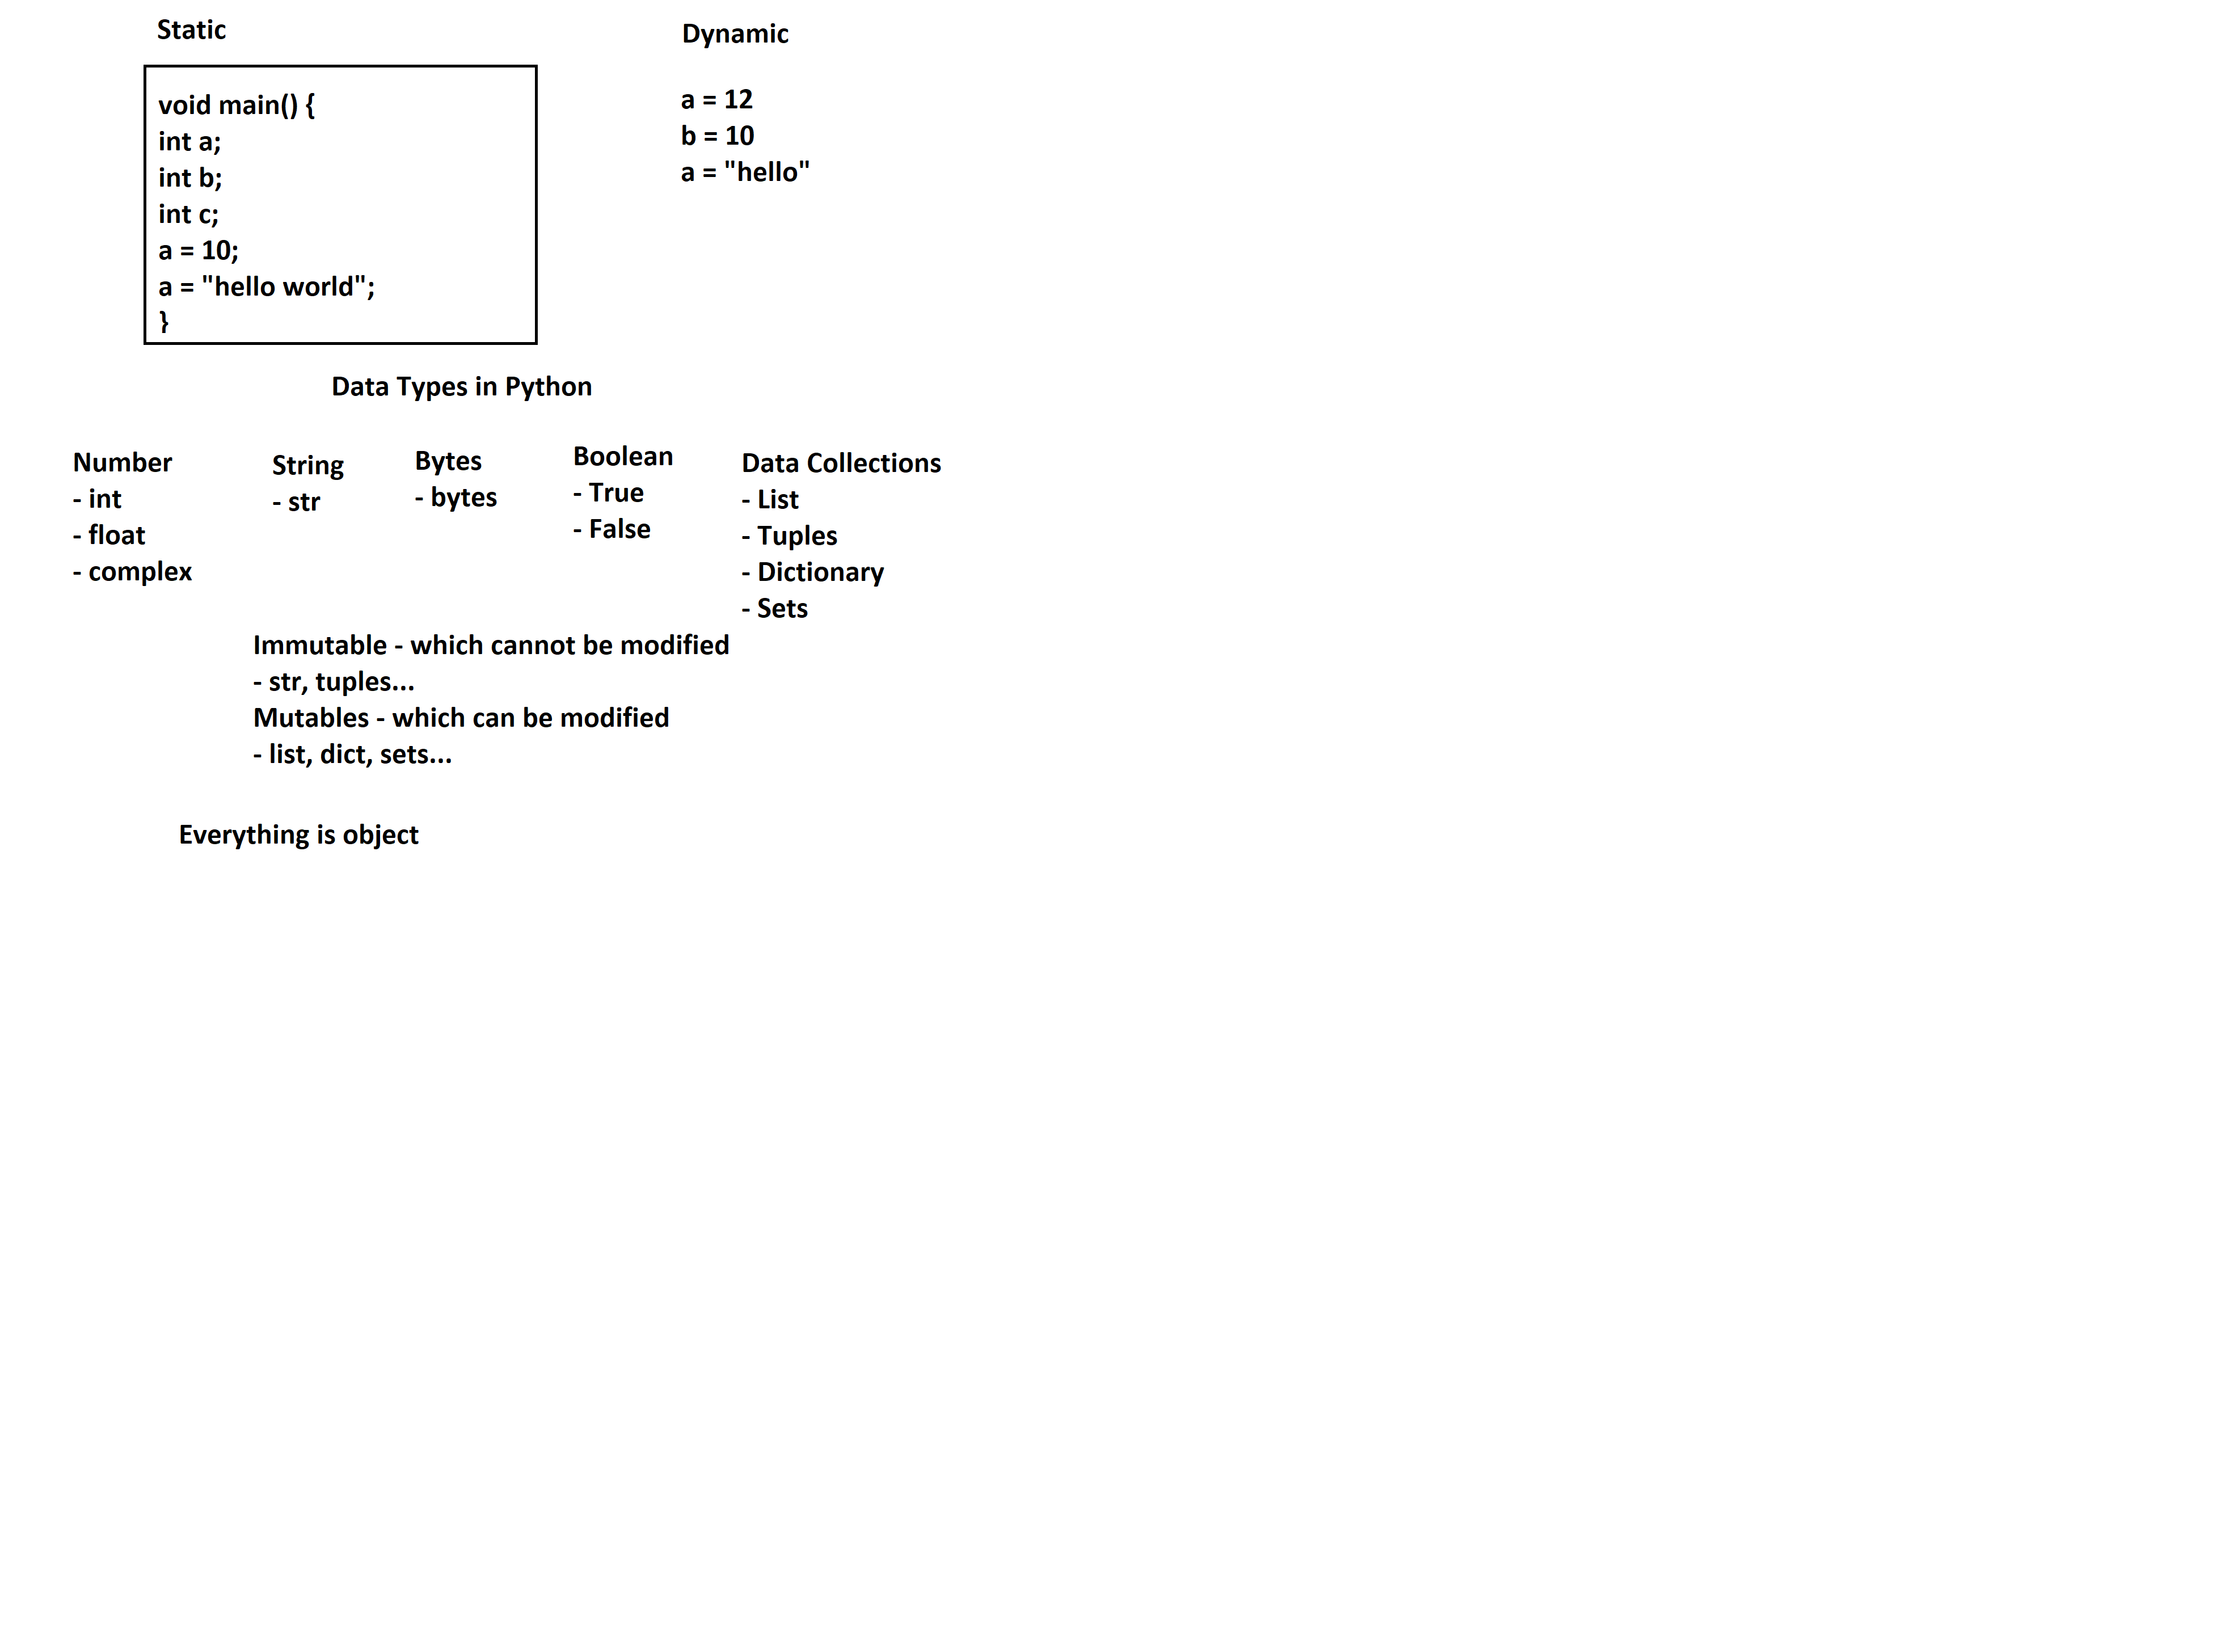 Static
void main() {
int a;
int b;
int c;
a = 10;
a = "hello world";
}
Dynamic
a = 12
b = 10
a = "hello"
Data Types in Python
Number
- int
- float
- complex
String
- str
Bytes
- bytes
Boolean
- True
- False
Data Collections
- List
- Tuples
- Dictionary
- Sets
Immutable - which cannot be modified
- str, tuples...
Mutables - which can be modified
- list, dict, sets...
Everything is object